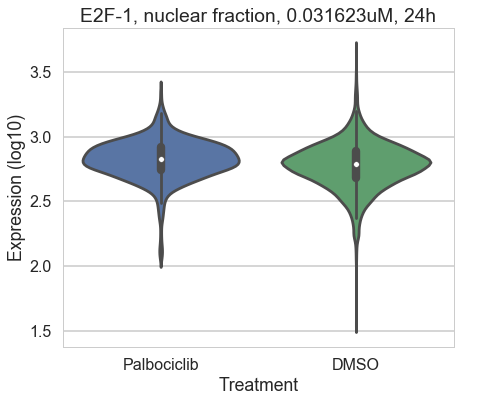 E2F-1, nuclear fraction, 0.031623uM, 24h
Expression (log10)
3.5
3.0
2.5
2.0
1.5
Palbociclib DMSO
Treatment